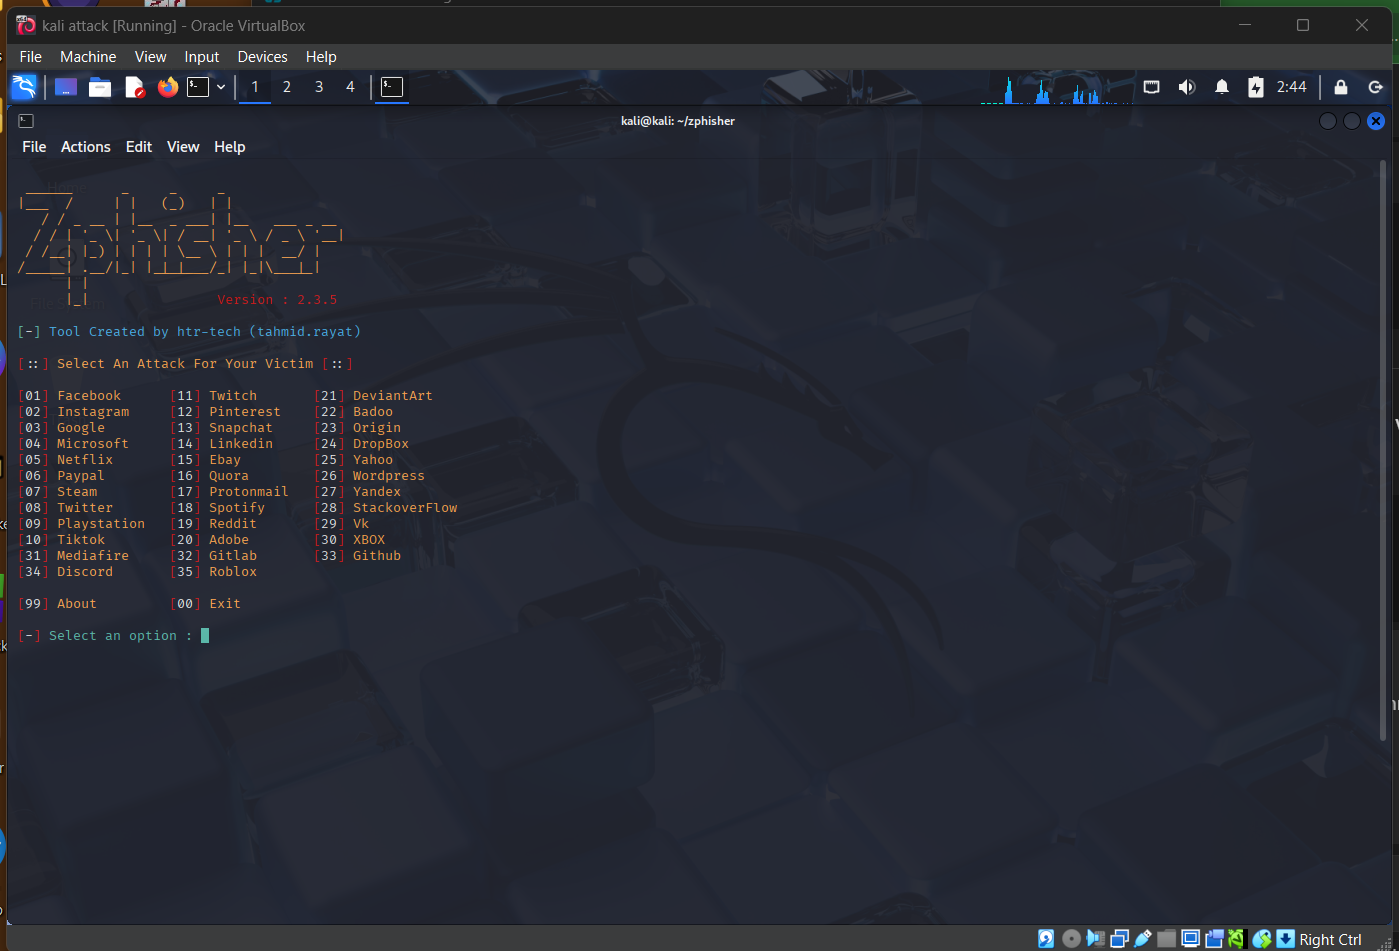 kali attack [Running] - Oracle VirtualBox
File Machine View Input Devices Help
1 2 3 4 2:44
kali@kali: ~/zphisher
File Actions Edit View Help
Home
Zphisher
File System
Version : 2.3.5
[-] Tool Created by htr-tech (tahmid.rayat)
[::] Select An Attack For Your Victim [::]
[01] Facebook [11] Twitch [21] DeviantArt
[02] Instagram [12] Pinterest [22] Badoo
[03] Google [13] Snapchat [23] Origin
[04] Microsoft [14] Linkedin [24] DropBox
[05] Netflix [15] Ebay [25] Yahoo
[06] Paypal [16] Quora [26] Wordpress
[07] Steam [17] Protonmail [27] Yandex
[08] Twitter [18] Spotify [28] StackoverFlow
[09] Playstation [19] Reddit [29] Vk
[10] Tiktok [20] Adobe [30] XBOX
[31] Mediafire [32] Gitlab [33] Github
[34] Discord [35] Roblox
[99] About [00] Exit
[-] Select an option :
Right Ctrl